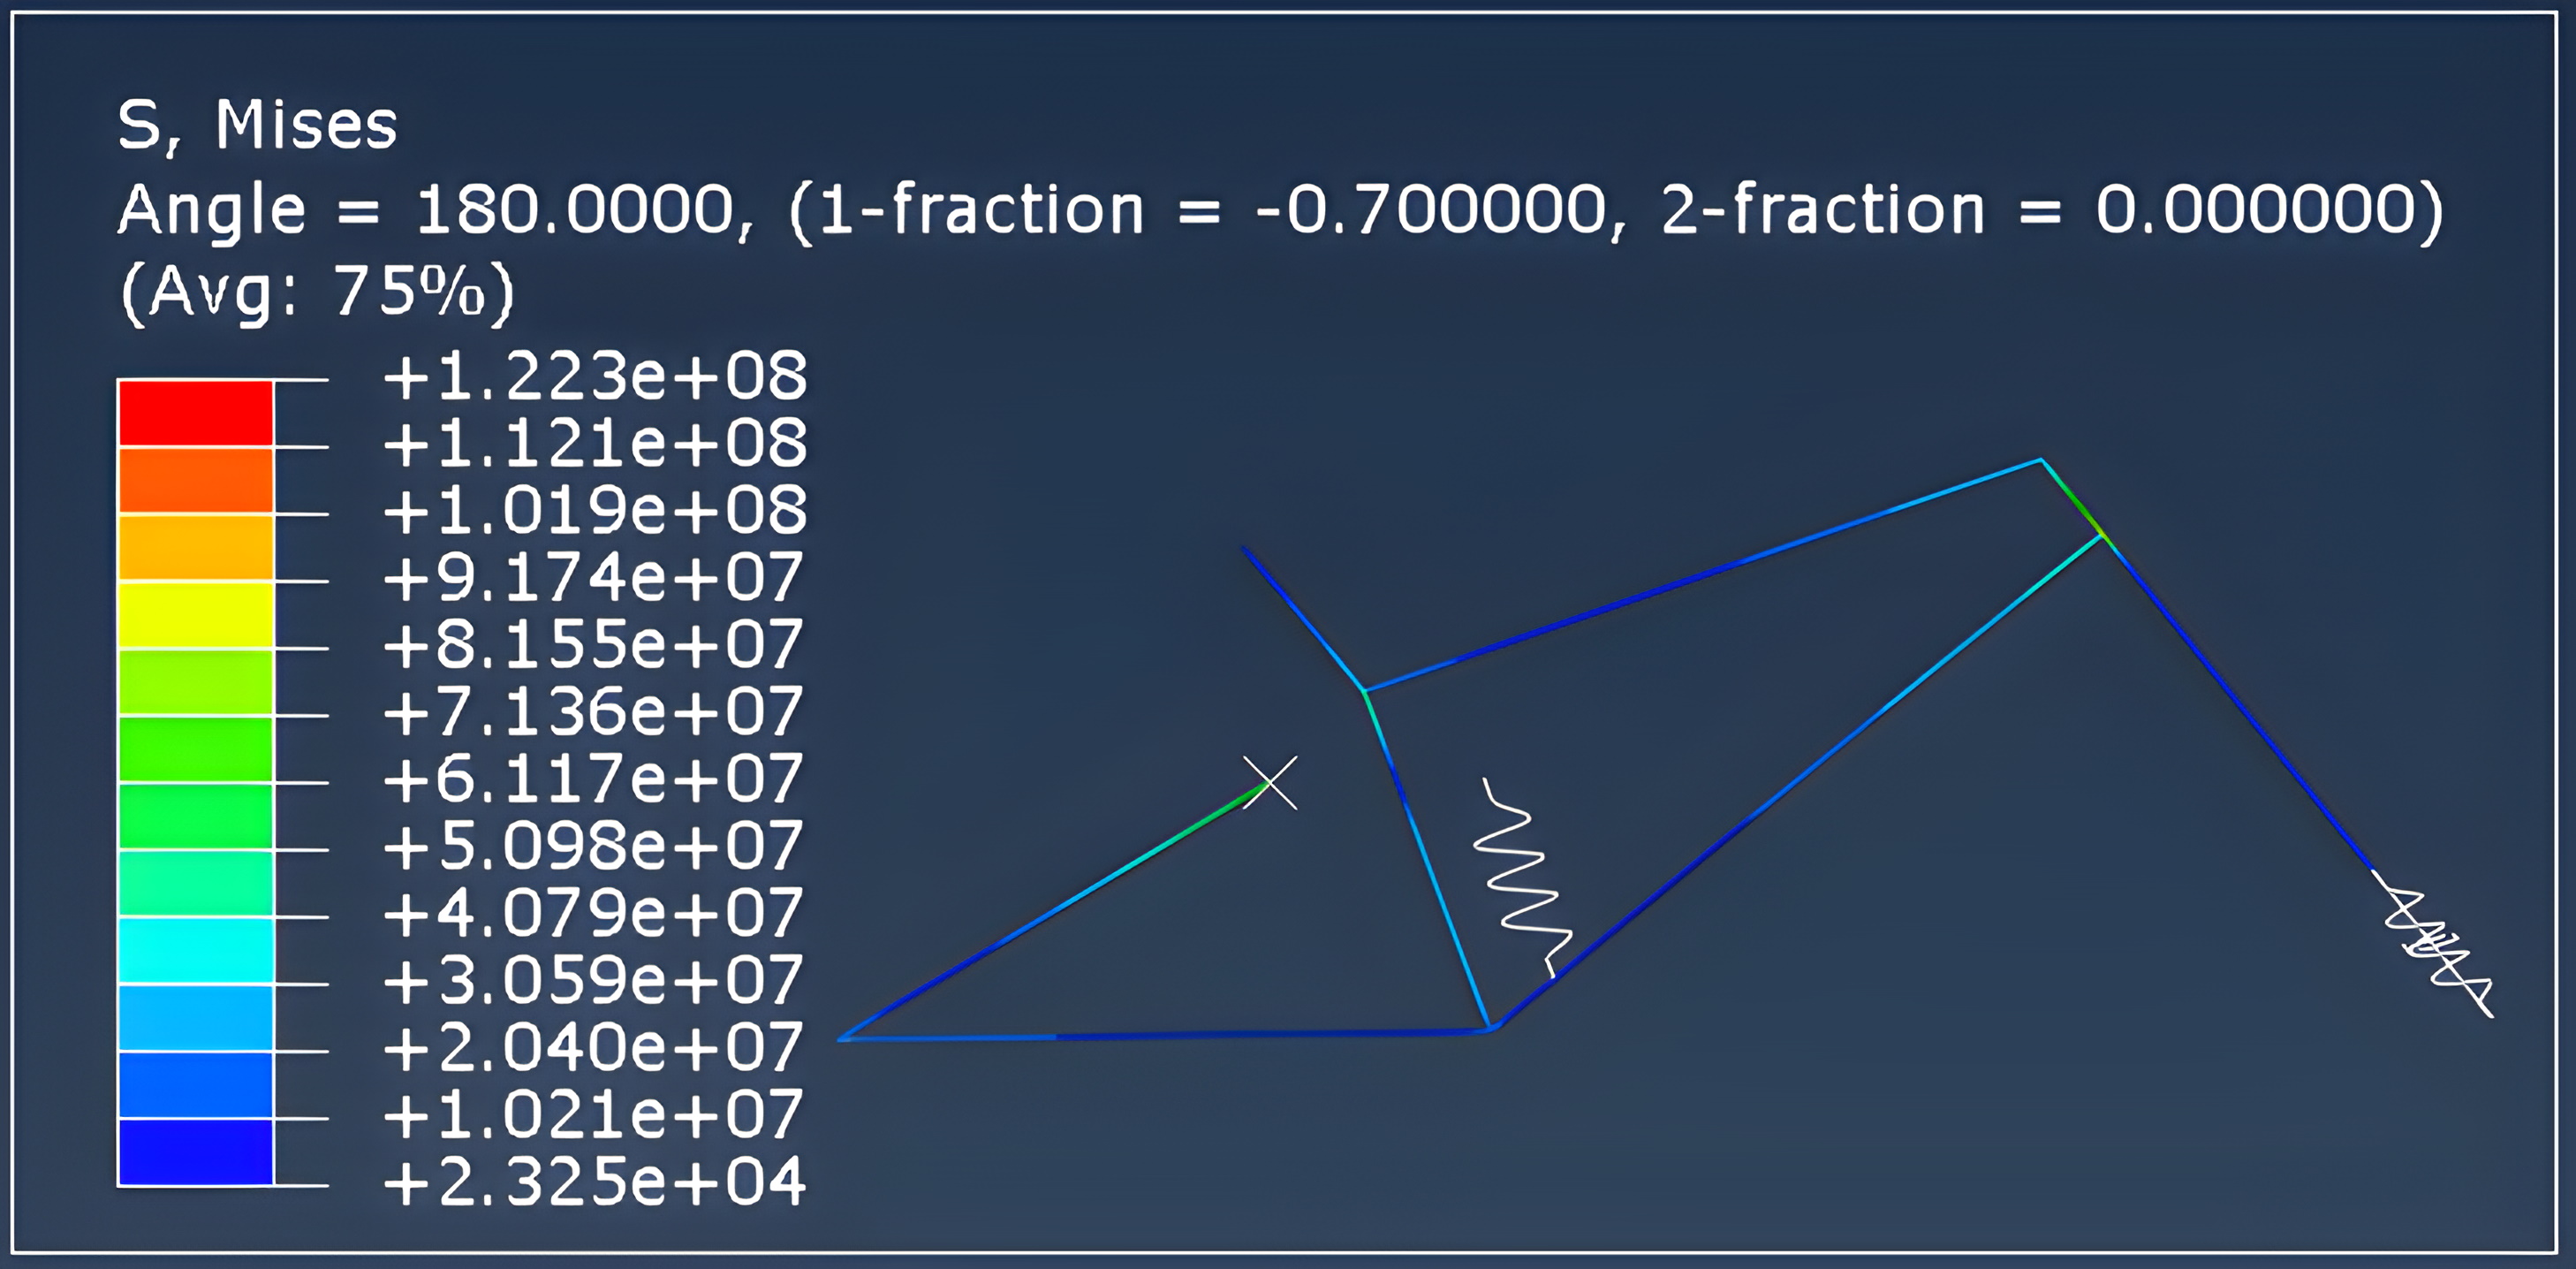 S, Mises
Angle = 180.0000, (1-fraction = -0.700000, 2-fraction = 0.000000)
(Avg: 75%)
+1.223e+08
+1.121e+08
+1.019e+08
+9.174e+07
+8.155e+07
+7.136e+07
+6.117e+07
+5.098e+07
+4.079e+07
+3.059e+07
+2.040e+07
+1.021e+07
+2.325e+04